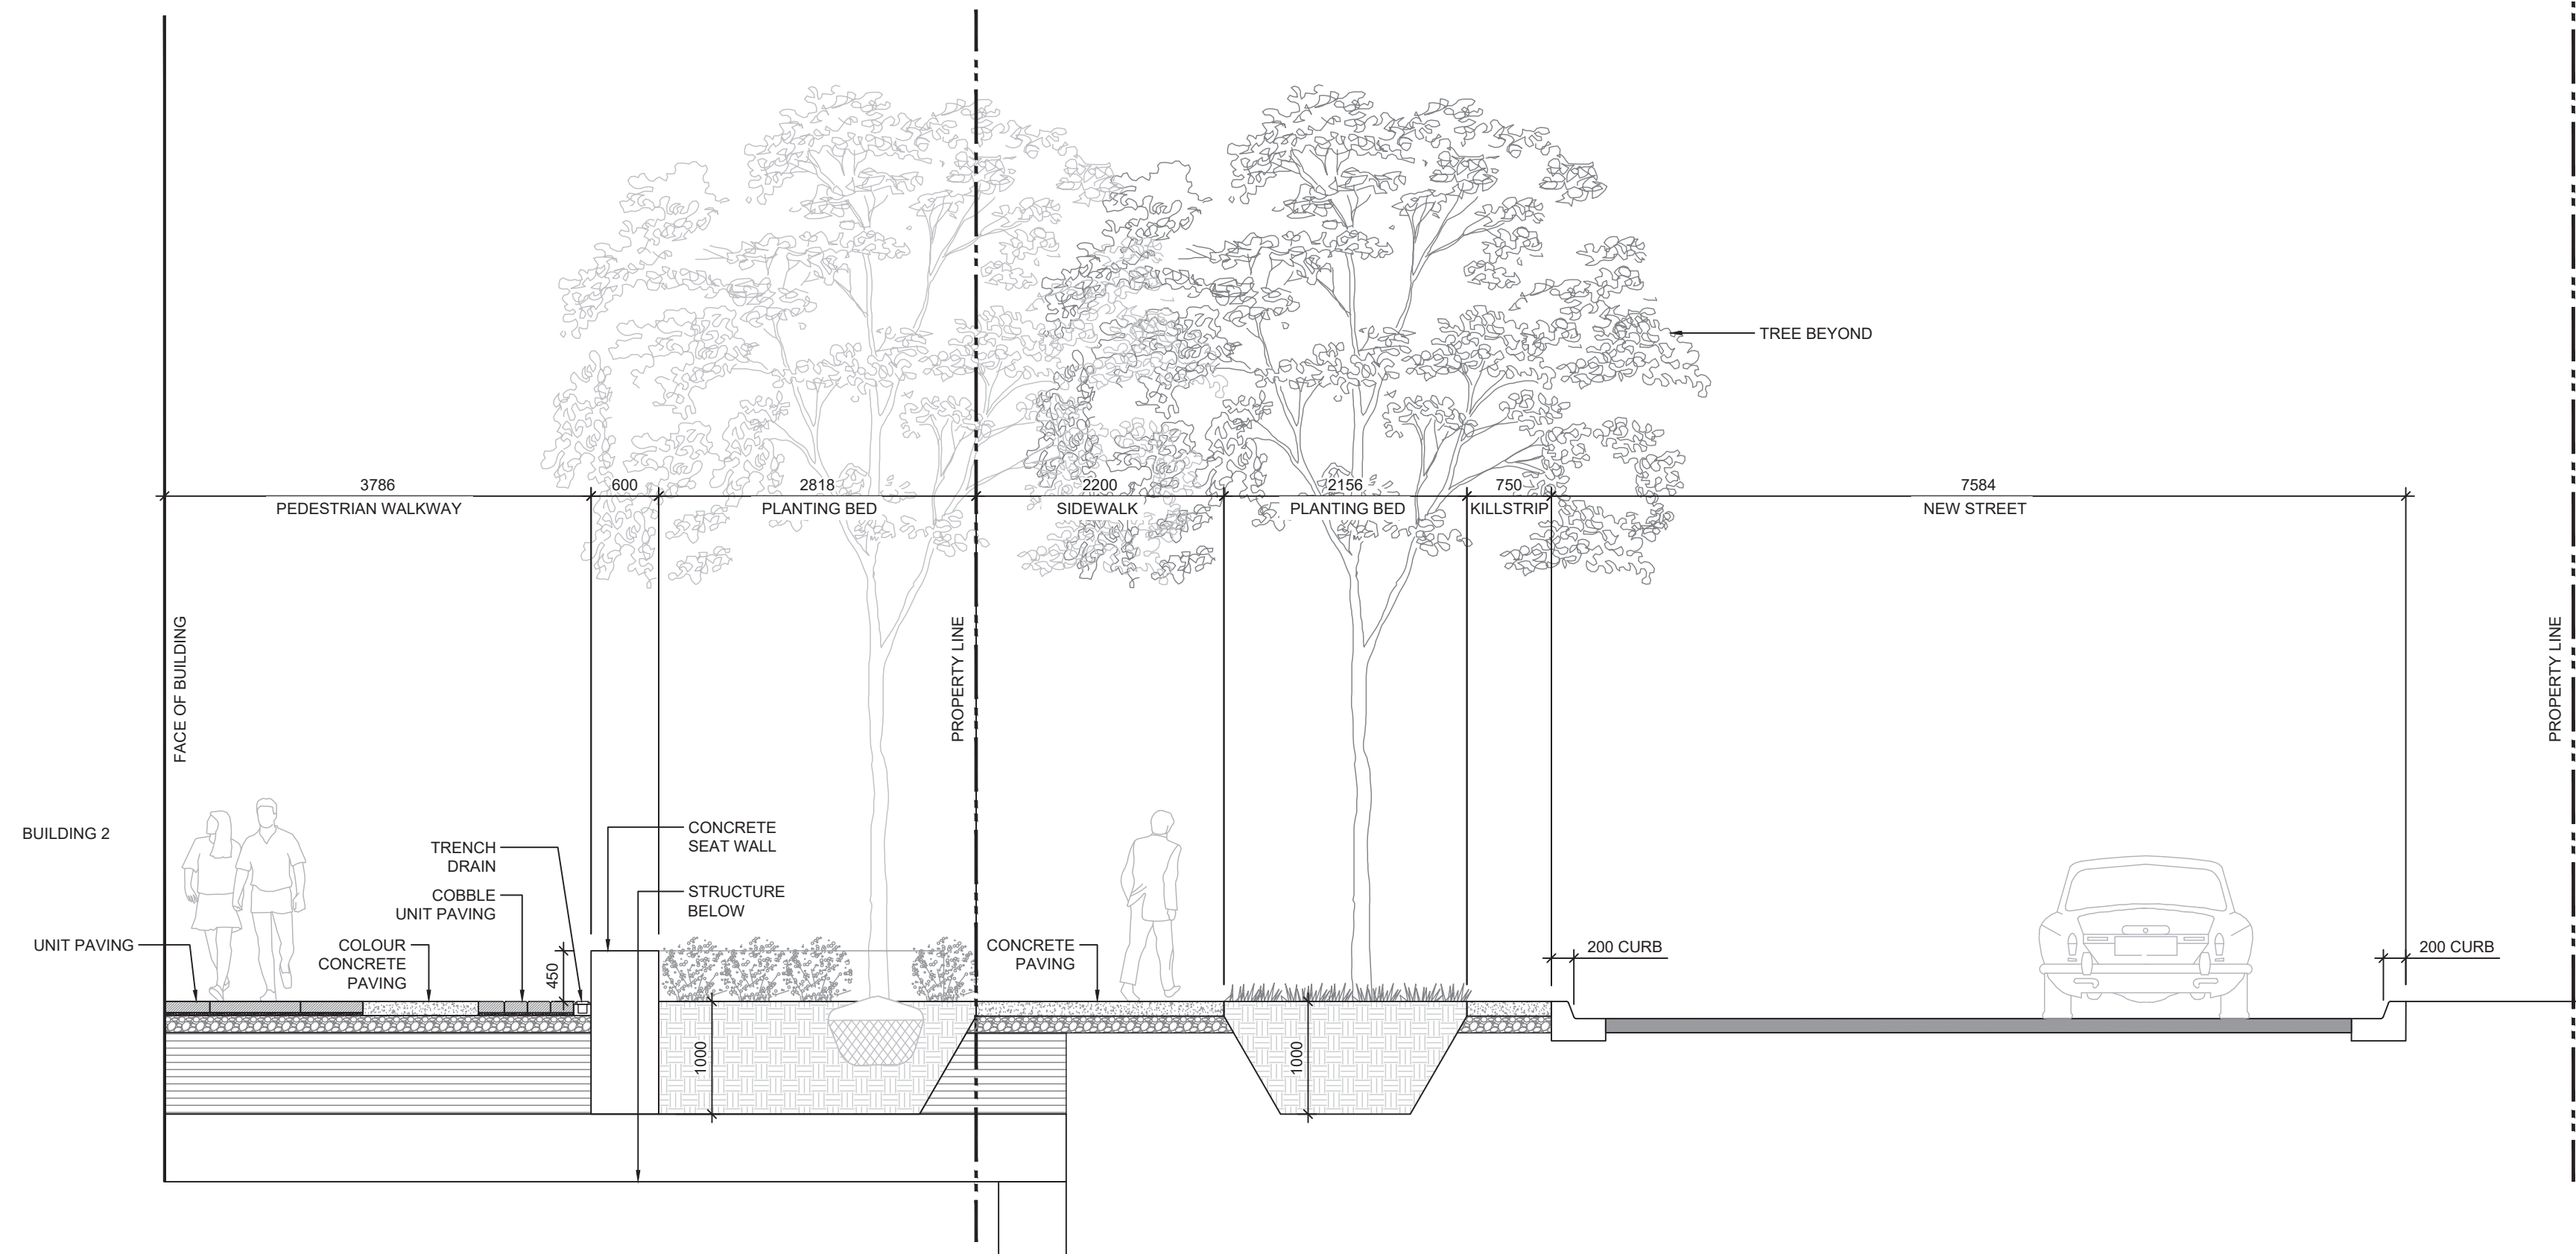 TREE BEYOND
3786
600
2818
2200
2156
750
7584
PEDESTRIAN WALKWAY
PLANTING BED
SIDEWALK
PLANTING BED
KILLSTRIP
NEW STREET
FACE OF BUILDING
PROPERTY LINE
PROPERTY LINE
BUILDING 2
CONCRETE
SEAT WALL
TRENCH
DRAIN
STRUCTURE
BELOW
COBBLE
UNIT PAVING
UNIT PAVING
COLOUR
CONCRETE
PAVING
450
CONCRETE
PAVING
200 CURB
200 CURB
1000
1000